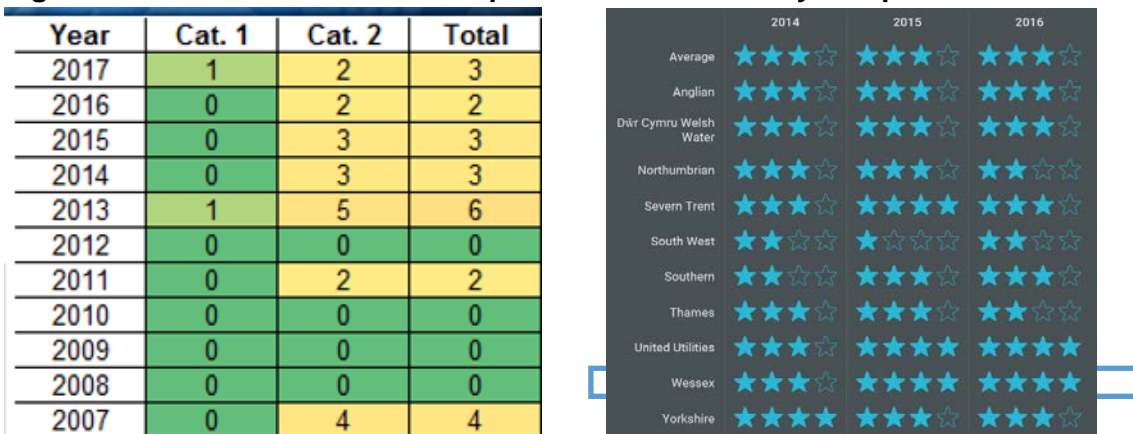 Year Cat. 1 Cat. 2 Total
2017 1 2 3
2016 0 2 2
2015 0 3 3
2014 0 3 3
2013 1 5 6
2012 0 0 0
2011 0 2 2
2010 0 0 0
2009 0 0 0
2008 0 0 0
2007 0 4 4
2014 2015 2016
Average
Anglian
Dŵr Cymru Welsh
Water
Northumbrian
Severn Trent
South West
Southern
Thames
United Utilities
Wessex
Yorkshire